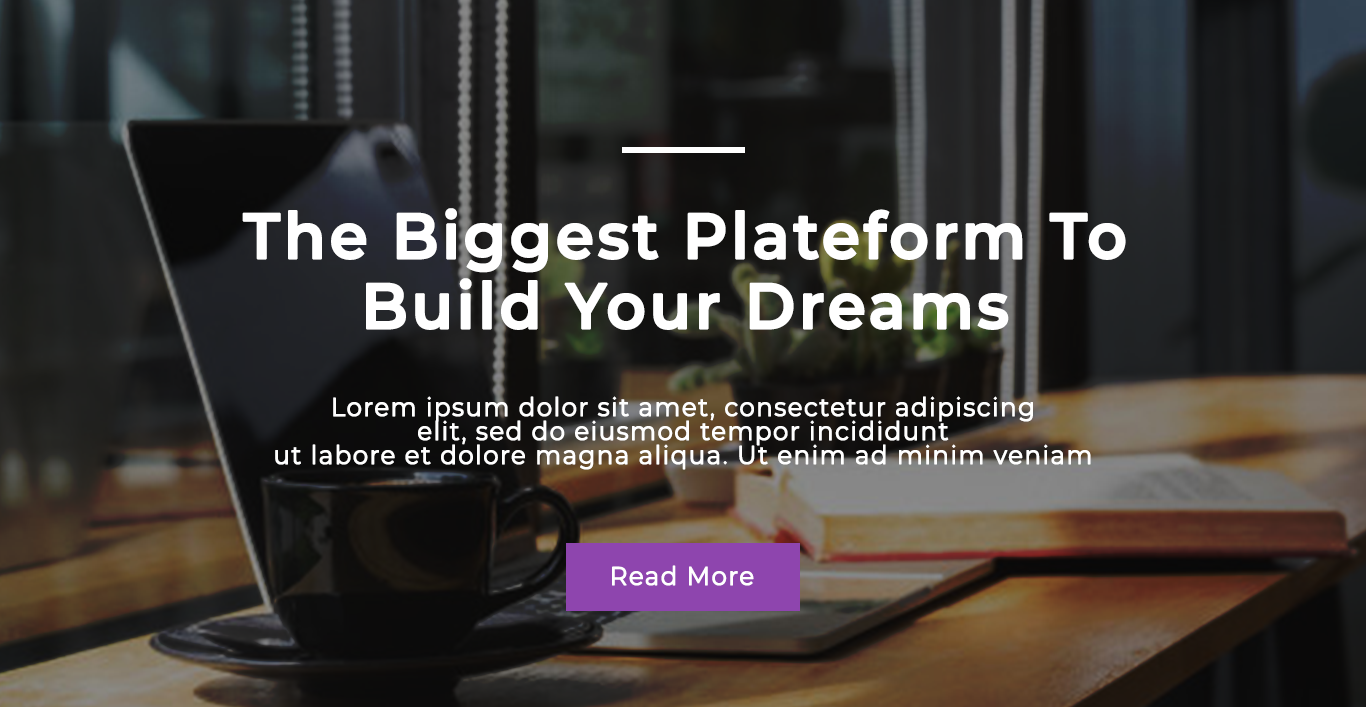 The Biggest Plateform To
Build Your Dreams
Lorem ipsum dolor sit amet, consectetur adipiscing
elit, sed do eiusmod tempor incididunt
ut labore et dolore magna aliqua. Ut enim ad minim veniam
Read More